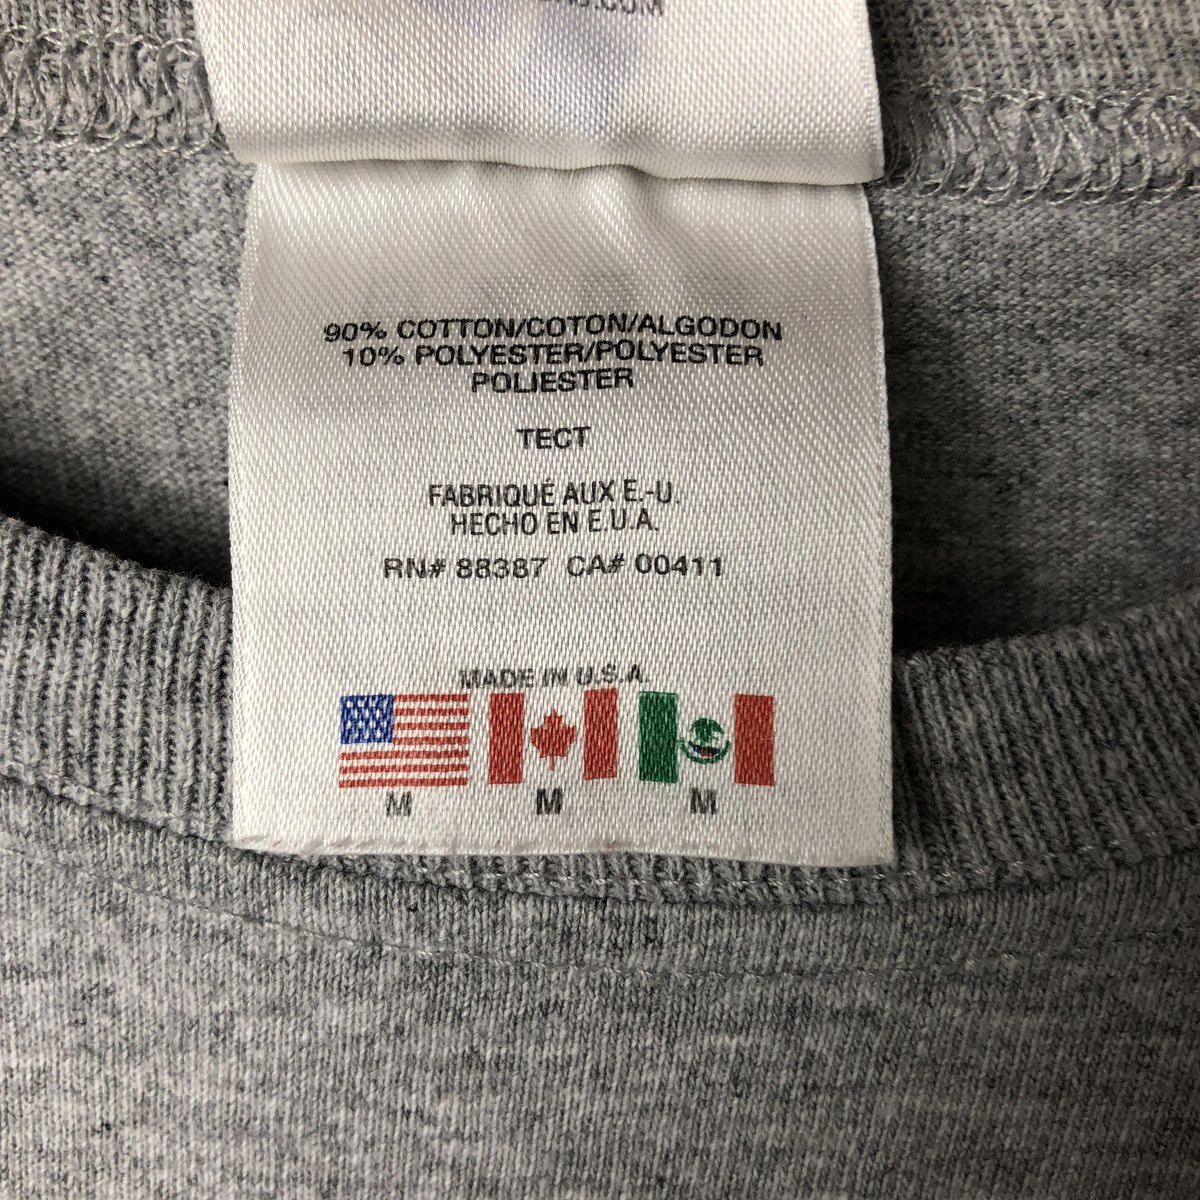 .COM
90% COTTON/COTON/ALGODON
10% POLYESTER/POLYESTER
POLIESTER
TECT
FABRIQUÉ AUX E.-U.
HECHO EN E.U.A.
RN# 88387 CA# 00411
MADE IN U.S.A.
M M M